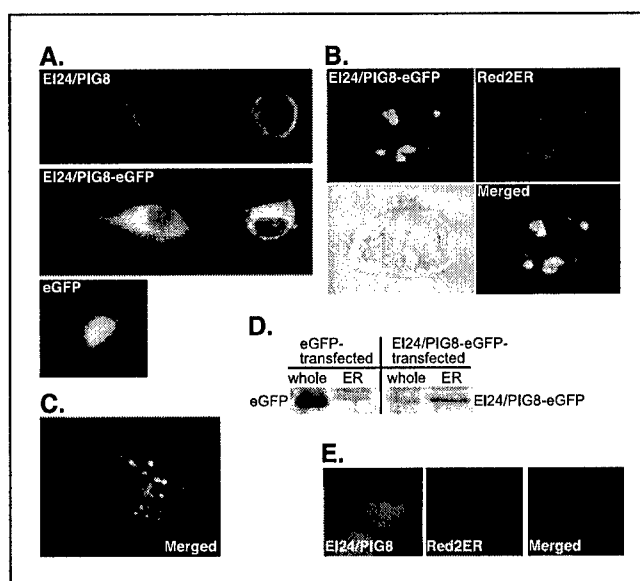 A.
EI24/PIG8
EI24/PIG8-eGFP
eGFP
B.
EI24/PIG8-eGFP
Red2ER
Merged
C.
Merged
D.
eGFP-
transfected
EI24/PIG8-eGFP-
transfected
whole ER
whole ER
eGFP
EI24/PIG8-eGFP
E.
EI24/PIG8
Red2ER
Merged